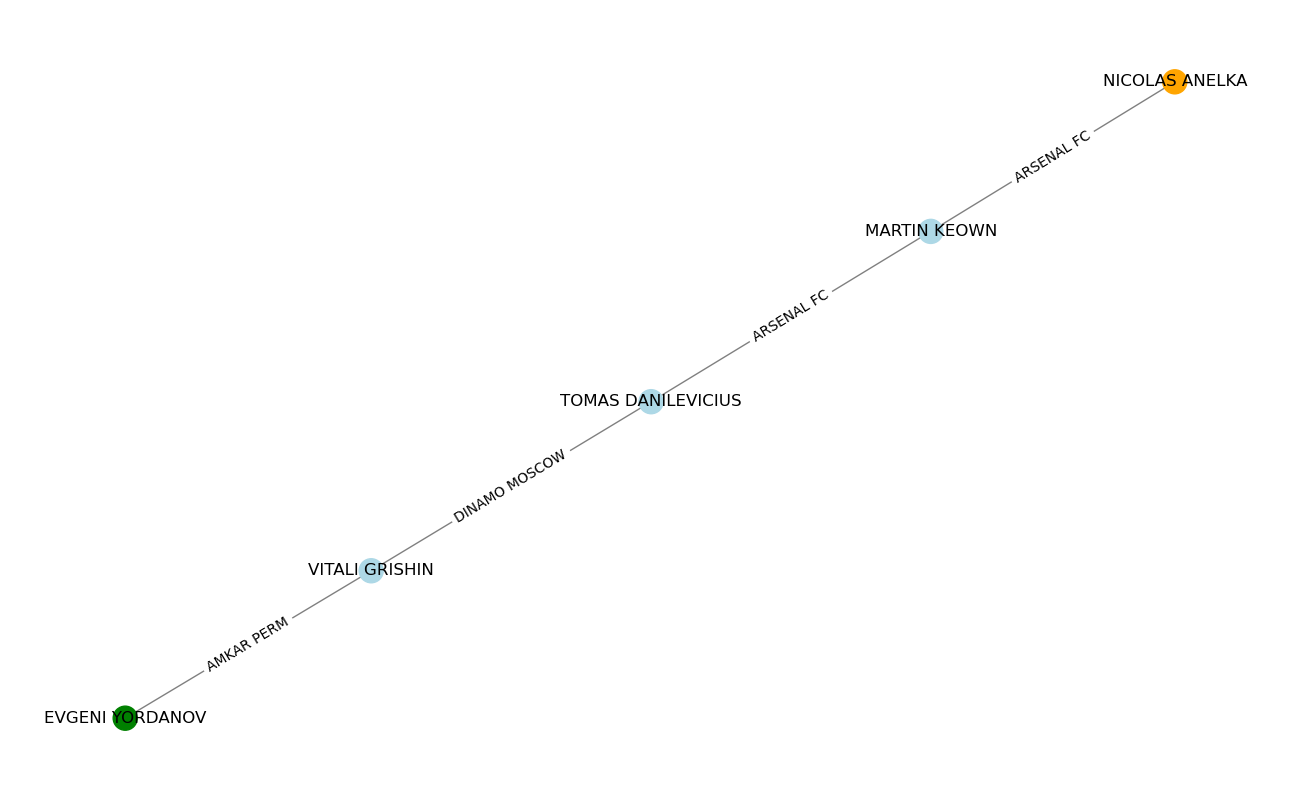 NICOLAS ANELKA
ARSENAL FC
MARTIN KEOWN
ARSENAL FC
TOMAS DANILEVICIUS
DINAMO MOSCOW
VITALI GRISHIN
AMKAR PERM
EVGENI YORDANOV